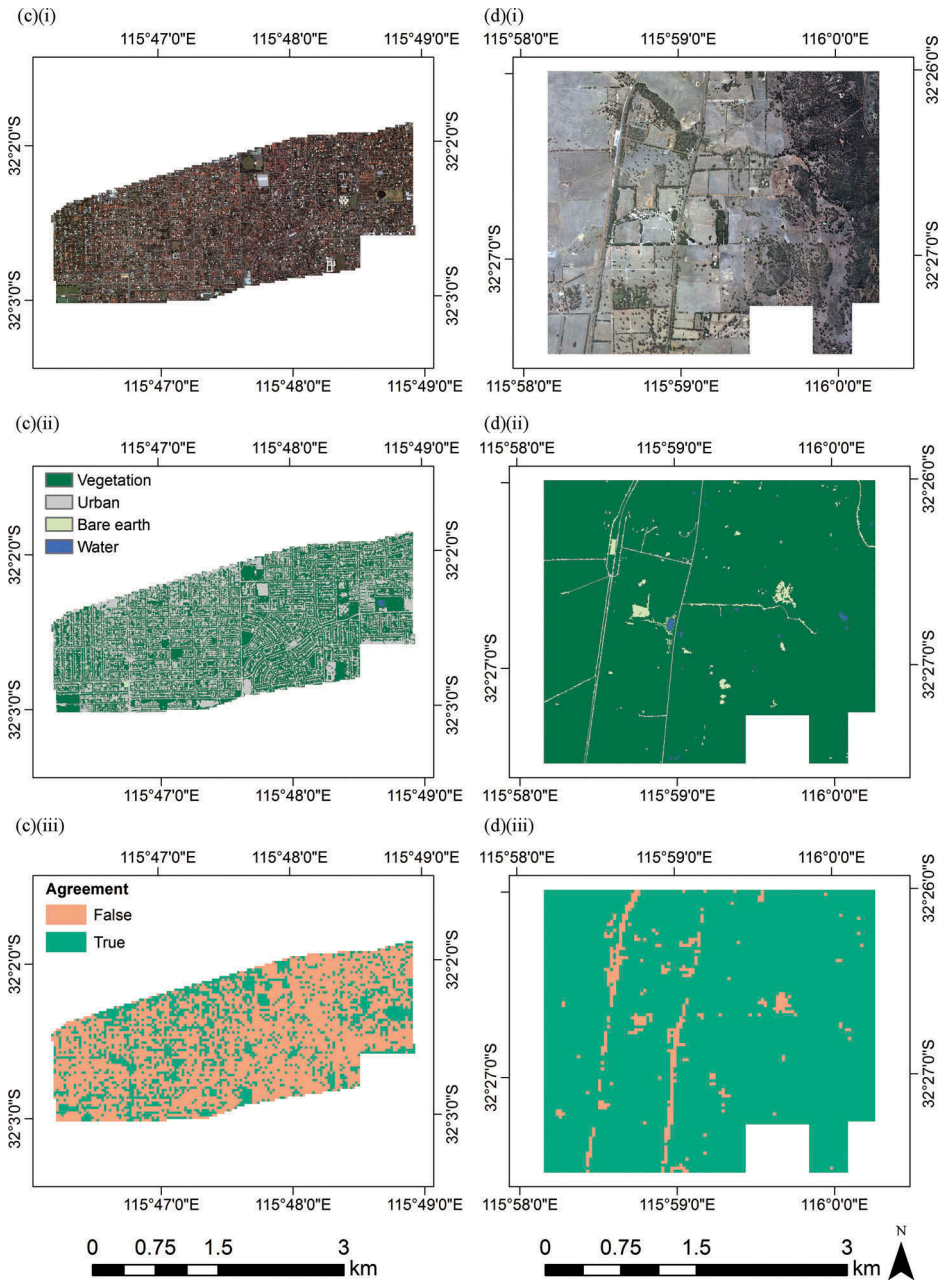 (c)(i)
(d)(i)
115°47'0"E 115°48'0"E 115°49'0"E
115°58'0"E 115°59'0"E 116°0'0"E
32°2'0"S 32°2'0"S
32°3'0"S 32°3'0"S
32°26'0"S
32°27'0"S 32°27'0"S
115°47'0"E 115°48'0"E 115°49'0"E
115°58'0"E 115°59'0"E 116°0'0"E
(c)(ii)
(d)(ii)
115°47'0"E 115°48'0"E 115°49'0"E
115°58'0"E 115°59'0"E 116°0'0"E
Vegetation
Urban
Bare earth
Water
32°2'0"S 32°2'0"S
32°3'0"S 32°3'0"S
32°26'0"S
32°27'0"S 32°27'0"S
115°47'0"E 115°48'0"E 115°49'0"E
115°58'0"E 115°59'0"E 116°0'0"E
(c)(iii)
(d)(iii)
115°47'0"E 115°48'0"E 115°49'0"E
115°58'0"E 115°59'0"E 116°0'0"E
Agreement
False
True
32°2'0"S 32°2'0"S
32°3'0"S 32°3'0"S
32°26'0"S
32°27'0"S 32°27'0"S
115°47'0"E 115°48'0"E 115°49'0"E
115°58'0"E 115°59'0"E 116°0'0"E
0 0.75 1.5 3
km
0 0.75 1.5 3
km
N